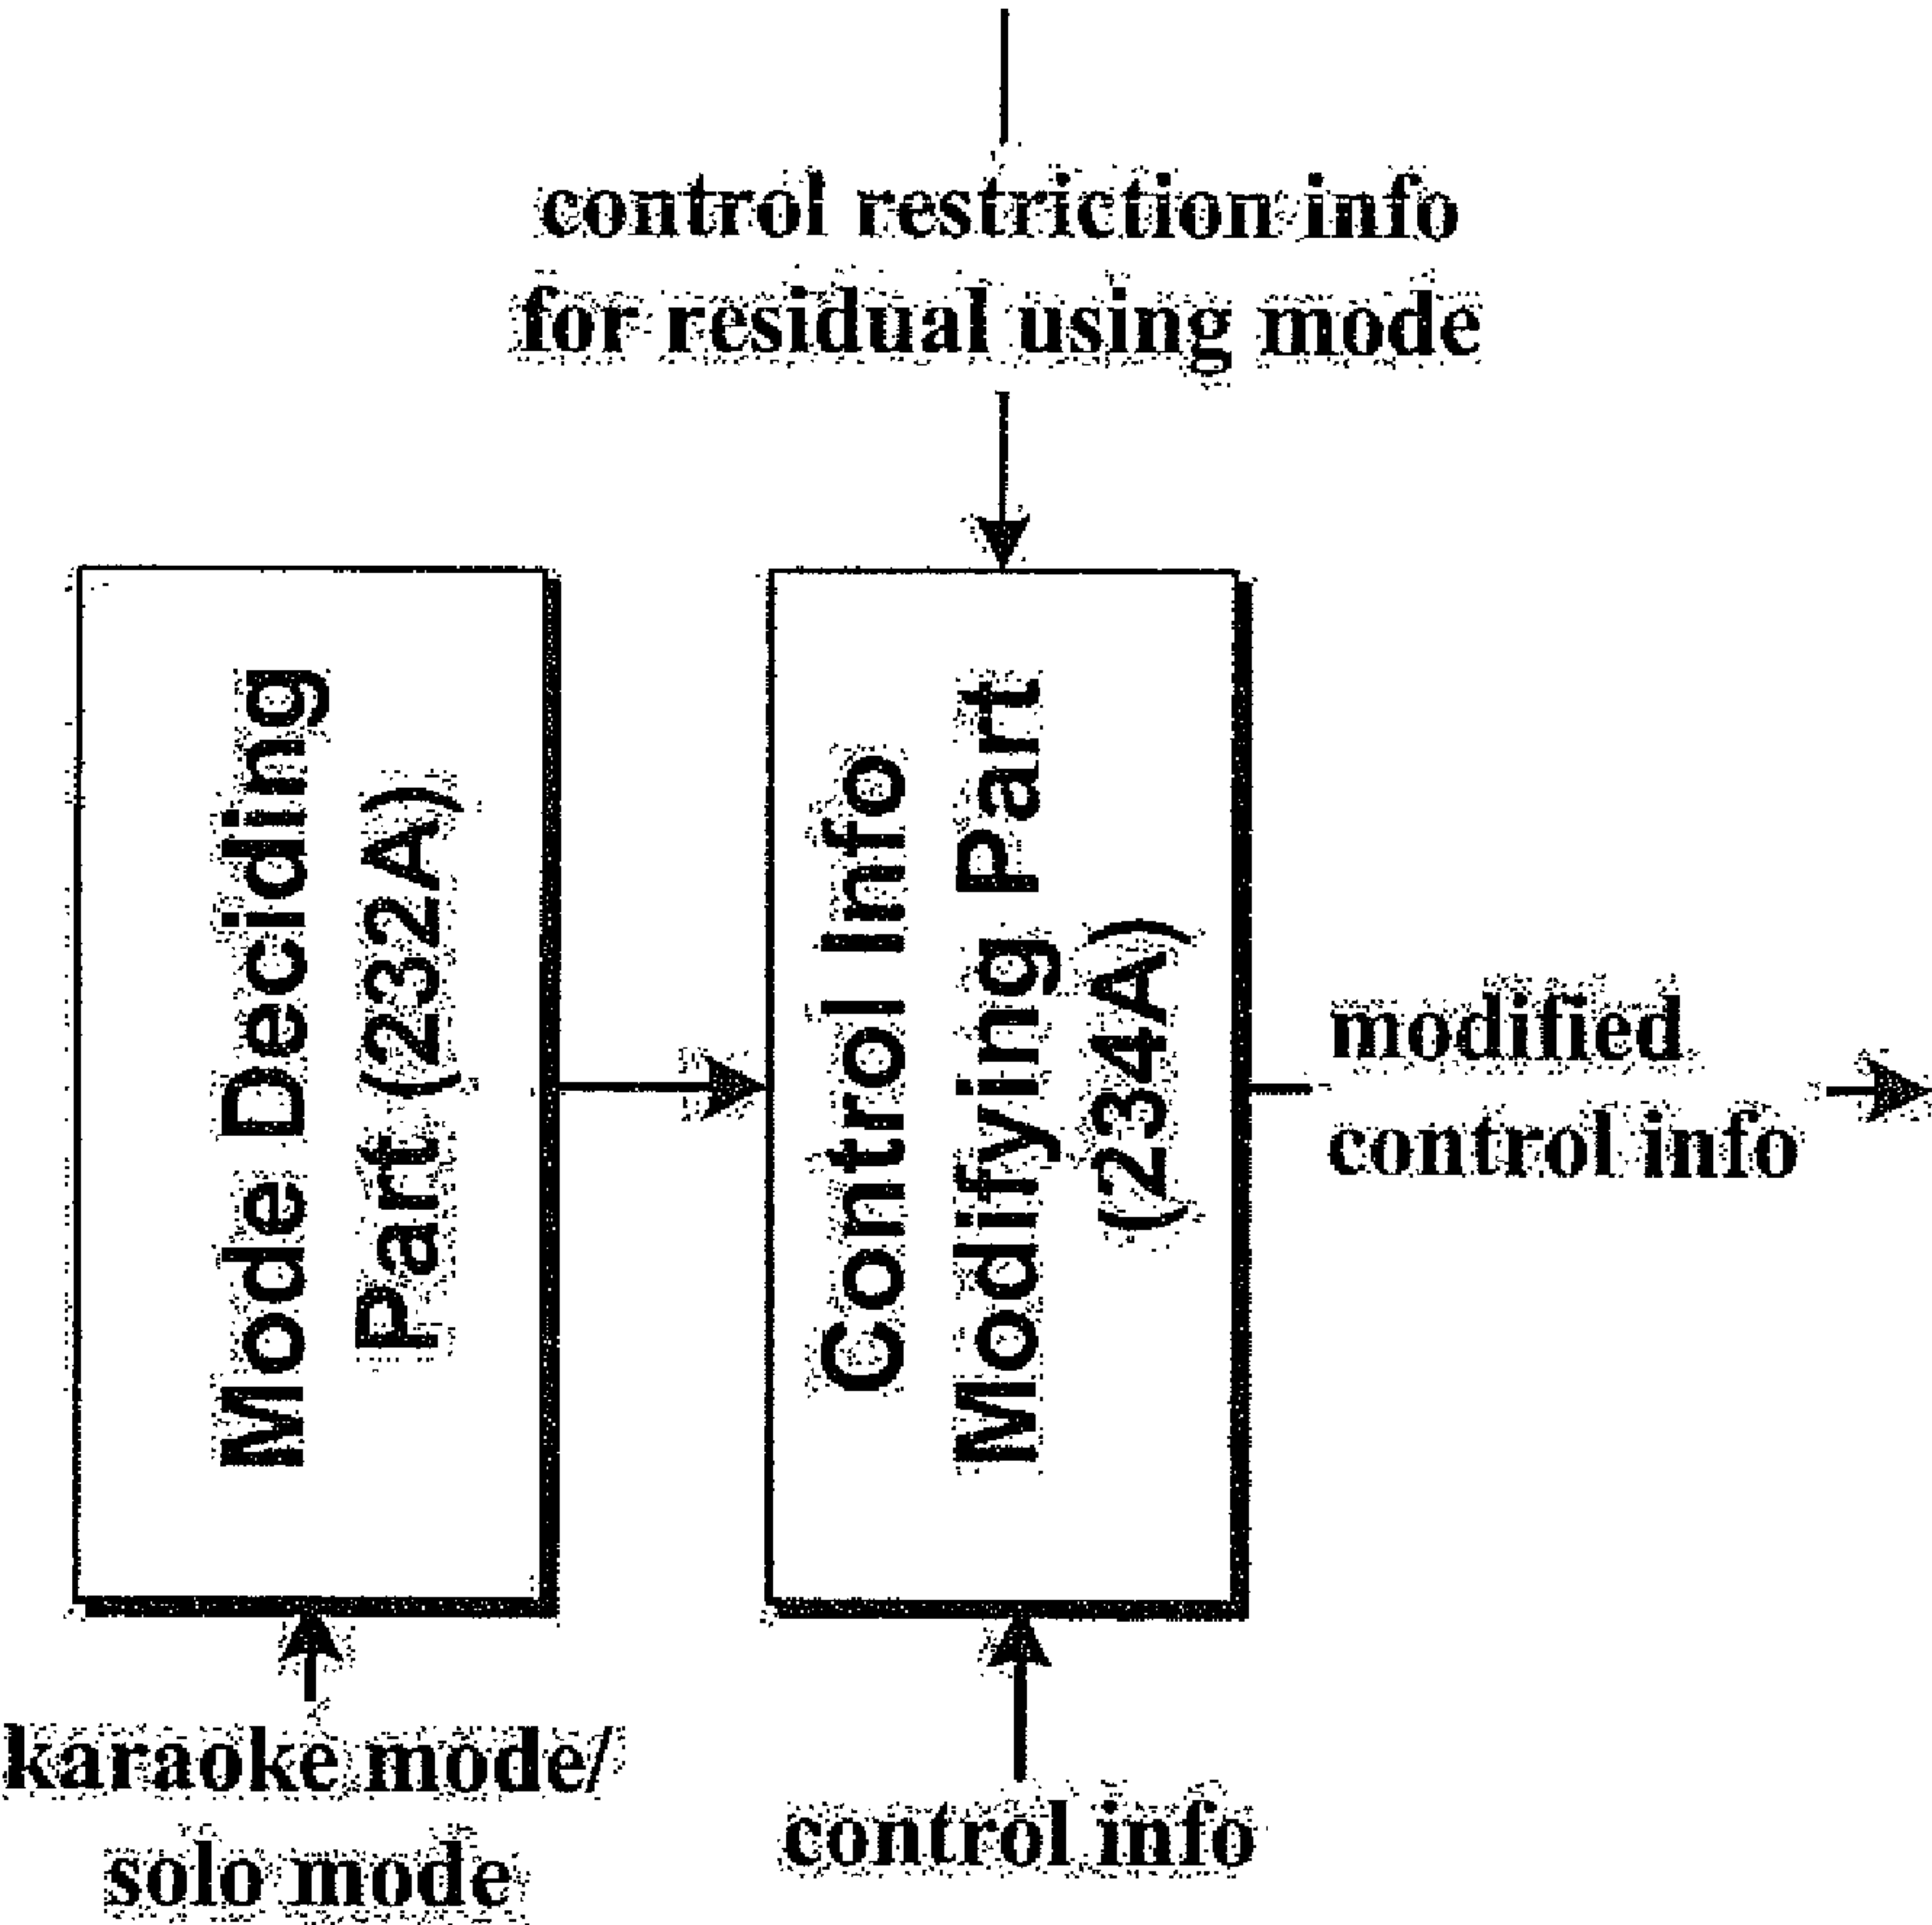 control restriction info
for residual using mode
Mode Deciding
Part (232A)
Control Info
Modifying Part
(234A)
modified
control info
karaoke mode/
solo mode
control info